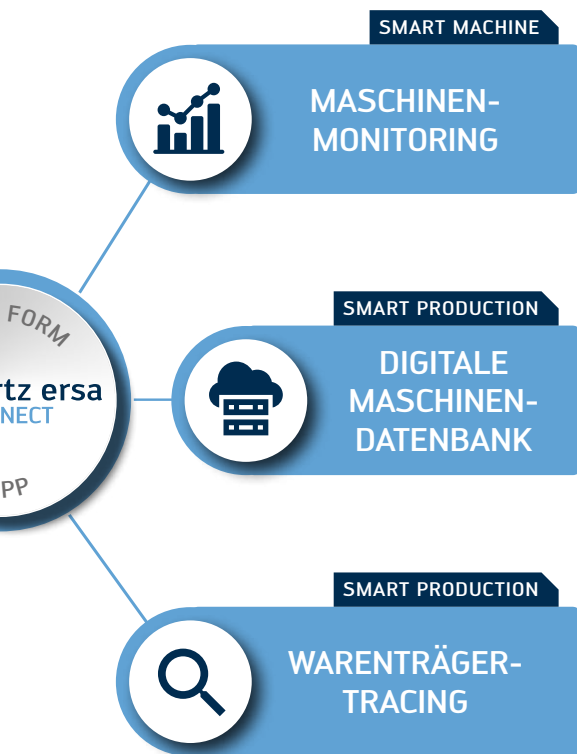 SMART MACHINE
MASCHINEN-
MONITORING
FORM
rtz ersa
NECT
PP
SMART PRODUCTION
DIGITALE
MASCHINEN-
DATENBANK
SMART PRODUCTION
WARENTRÄGER-
TRACING